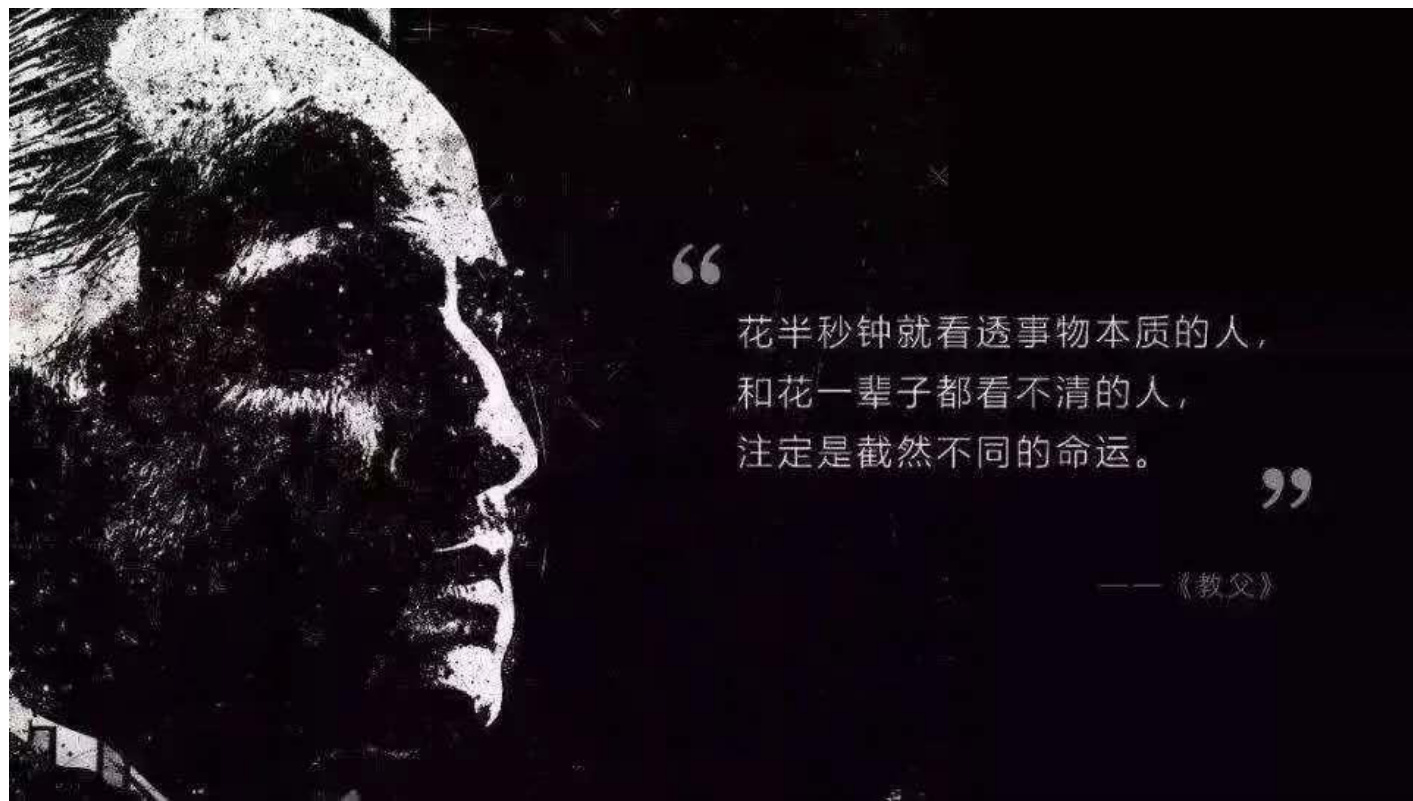 “
花半秒钟就看透事物本质的人，
和花一辈子都看不清的人，
注定是截然不同的命运。
”
——《教父》